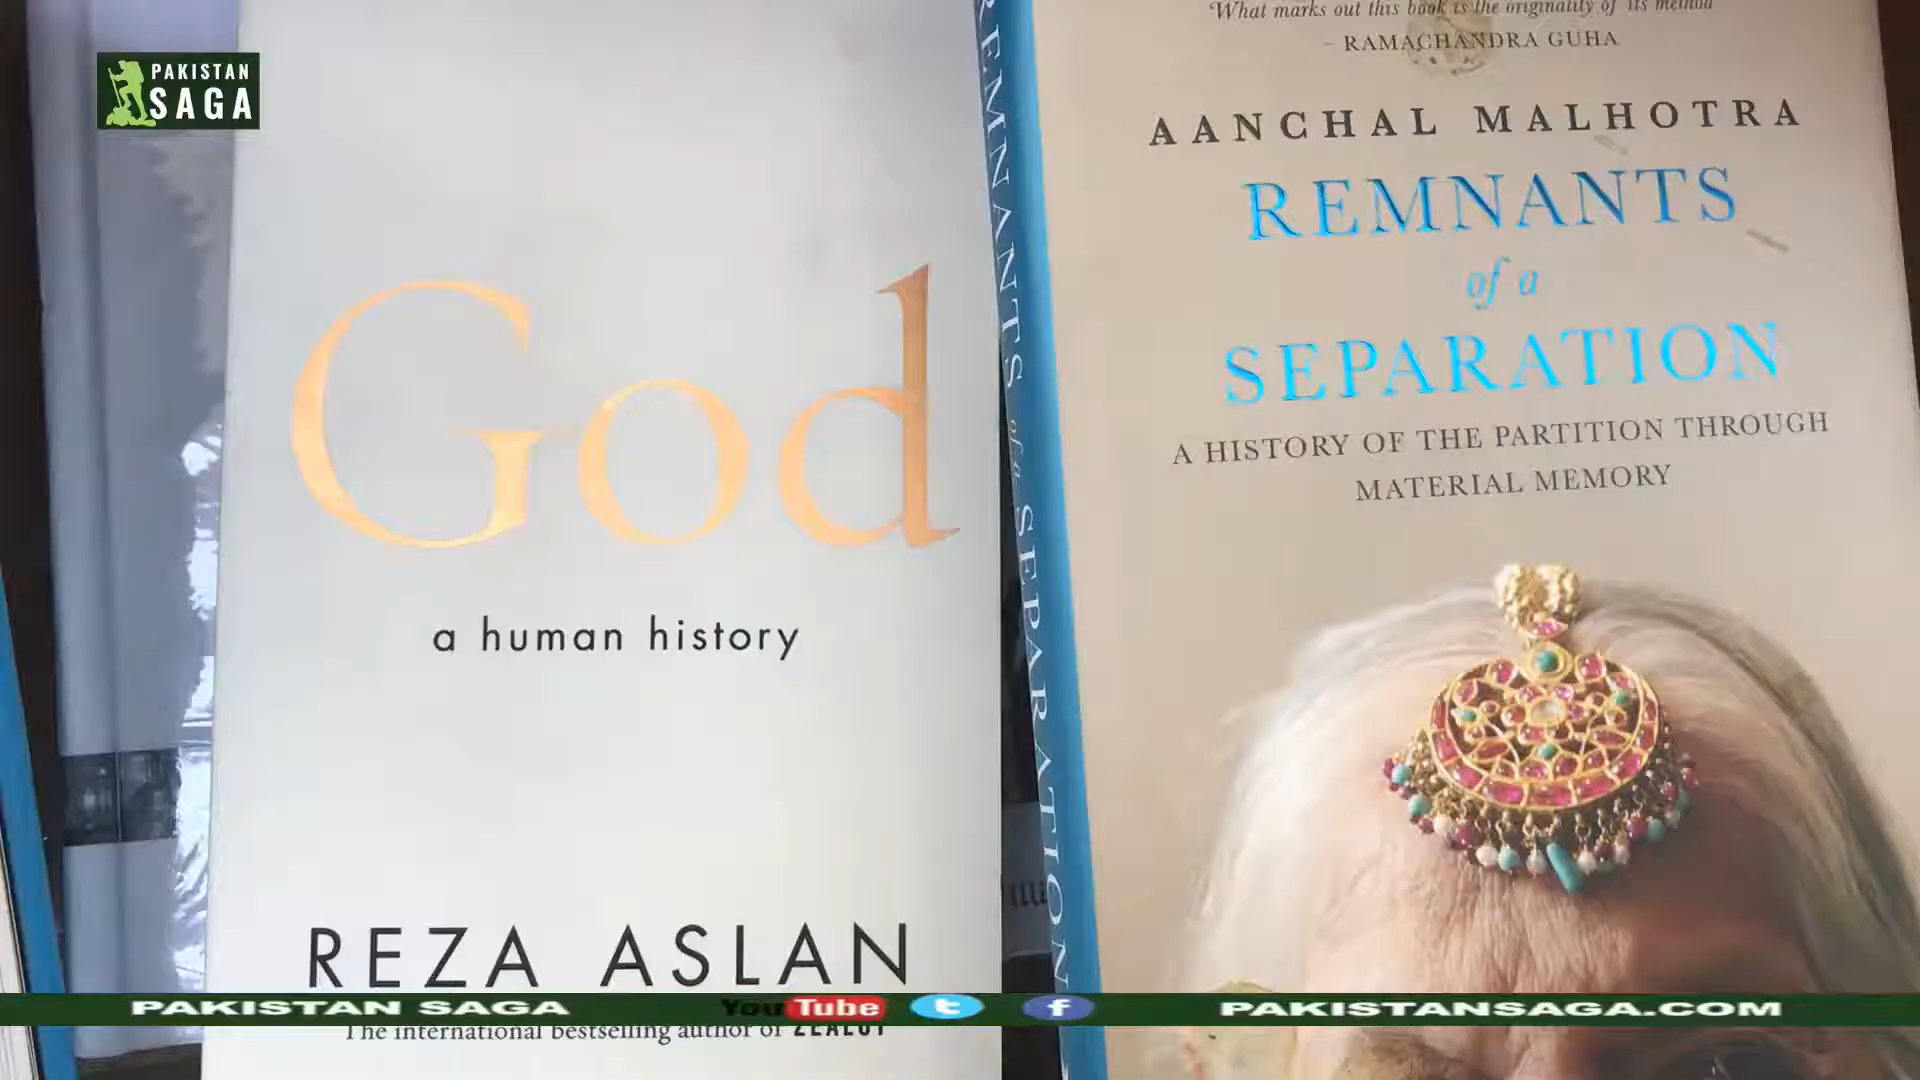 PAKISTAN
SAGA
God
a human history
REZA ASLAN
The international bestselling author of ZEALOT
REMNANTS of a SEPARATION
'What marks out this book is the originality of its method'
– RAMACHANDRA GUHA
AANCHAL MALHOTRA
REMNANTS
of a
SEPARATION
A HISTORY OF THE PARTITION THROUGH
MATERIAL MEMORY
PAKISTAN SAGA YouTube PAKISTANSAGA.COM